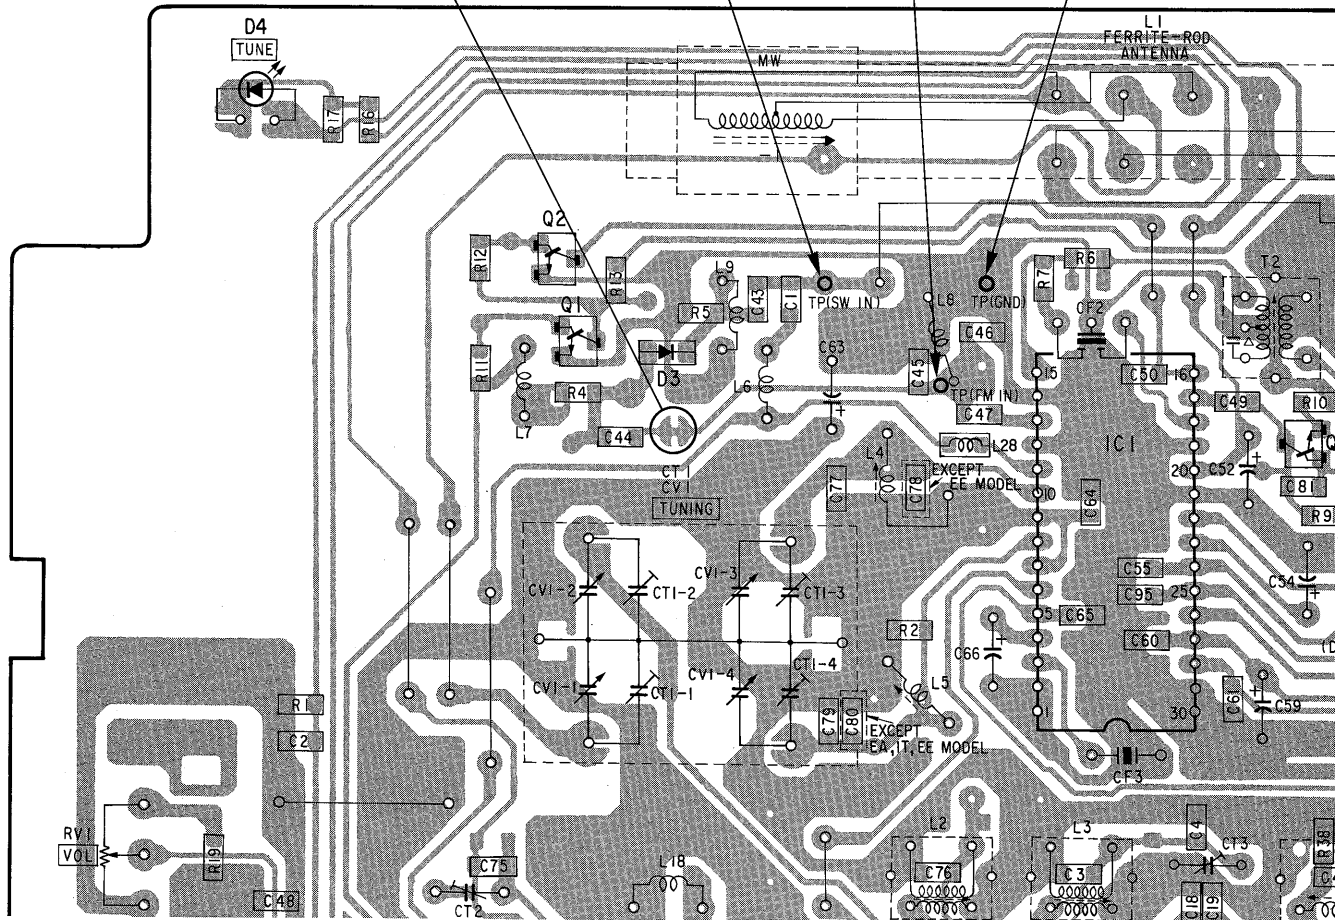 D4
TUNE
L1
FERRITE-ROD
ANTENNA
MW
R17
R16
Q2
R12
R13
Q1
R11
L7
R4
C44
D3
R5
L9
C43
C1
TP(SW IN)
L8
TP(GND)
R7
R6
CF2
T2
C46
C63
C45
L6
TP(FM IN)
C47
15
C50
16
C49
R10
L28
IC1
CT1
CV1
TUNING
L4
C77
C78
EXCEPT
EE MODEL
10
C64
20
C52
C81
R9
CV1-2
CT1-2
CV1-3
CT1-3
C55
C95
25
C54
R2
5
C65
C66
C60
CV1-1
CT1-1
CV1-4
CT1-4
L5
C61
C59
1
30
C79
C80
EXCEPT
EA,IT,EE MODEL
CF3
R1
C2
RV1
VOL
R19
C48
C75
CT2
L18
L2
C76
L3
C3
C4
CT3
R38